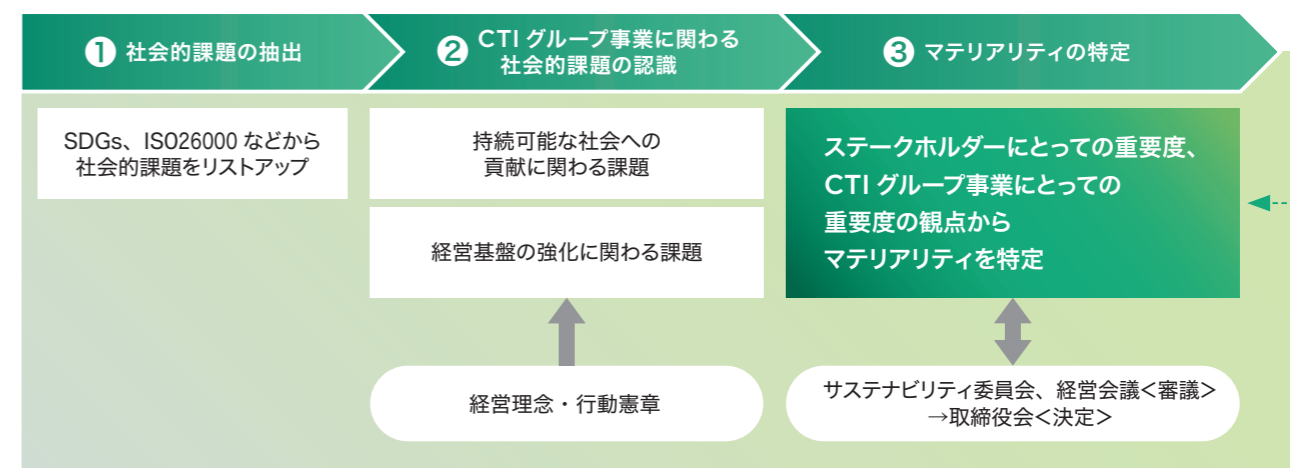 ❶ 社会的課題の抽出
❷ CTI グループ事業に関わる
社会的課題の認識
❸ マテリアリティの特定
SDGs、ISO26000 などから
社会的課題をリストアップ
持続可能な社会への
貢献に関わる課題
経営基盤の強化に関わる課題
経営理念・行動憲章
ステークホルダーにとっての重要度、
CTI グループ事業にとっての
重要度の観点から
マテリアリティを特定
サステナビリティ委員会、経営会議<審議>
→取締役会<決定>